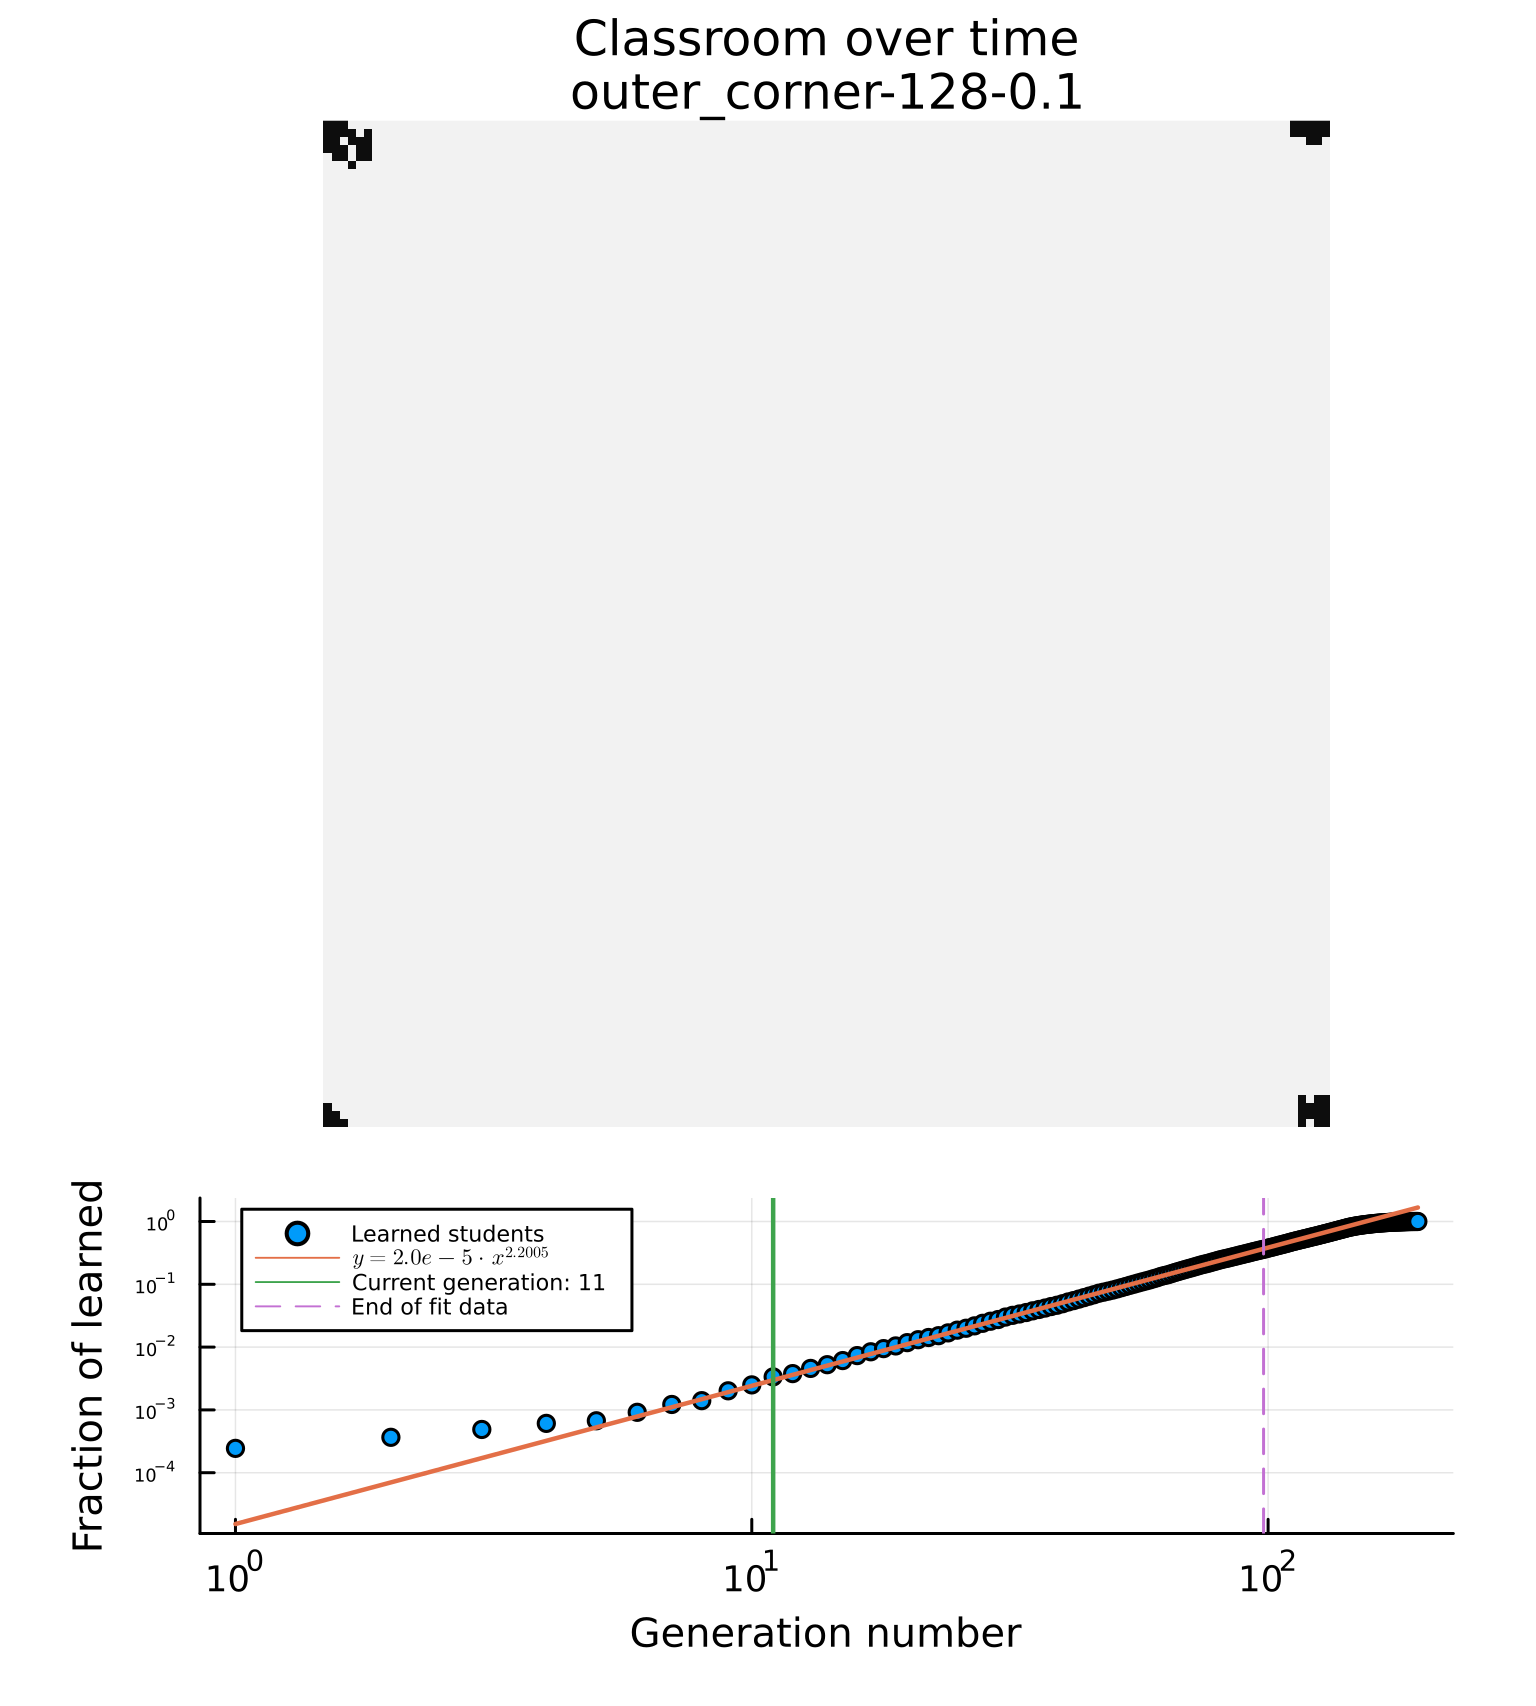 Classroom over time
outer_corner-128-0.1
Fraction of learned
10^0
10^-1
10^-2
10^-3
10^-4
Learned students
y = 2.0e − 5 · x^2.2005
Current generation: 11
End of fit data
10^0 10^1 10^2
Generation number